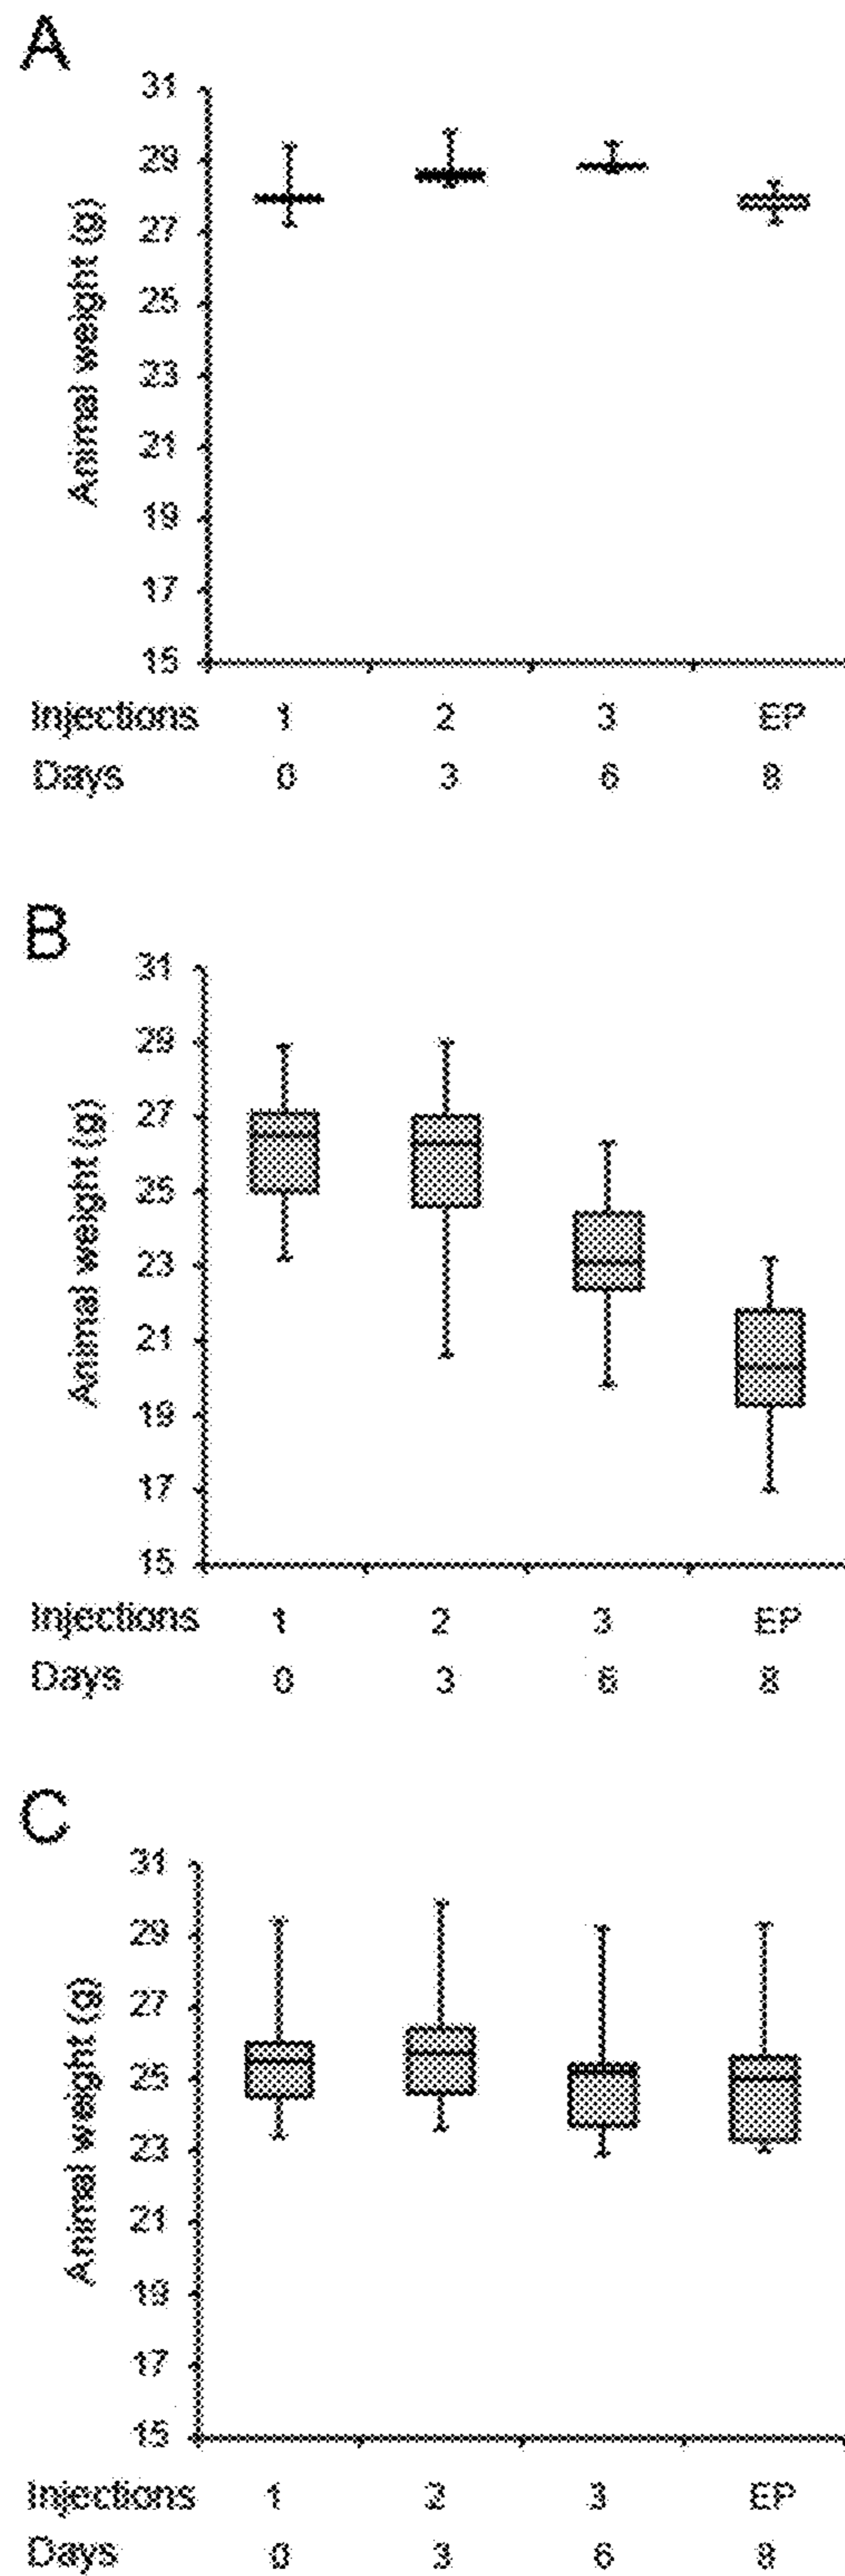 A
31
29
27
25
23
21
19
17
15
Animal weight (g)
Injections 1 2 3 EP
Days 0 3 6 8
B
31
29
27
25
23
21
19
17
15
Animal weight (g)
Injections 1 2 3 EP
Days 0 3 6 8
C
31
29
27
25
23
21
19
17
15
Animal weight (g)
Injections 1 2 3 EP
Days 0 3 6 8